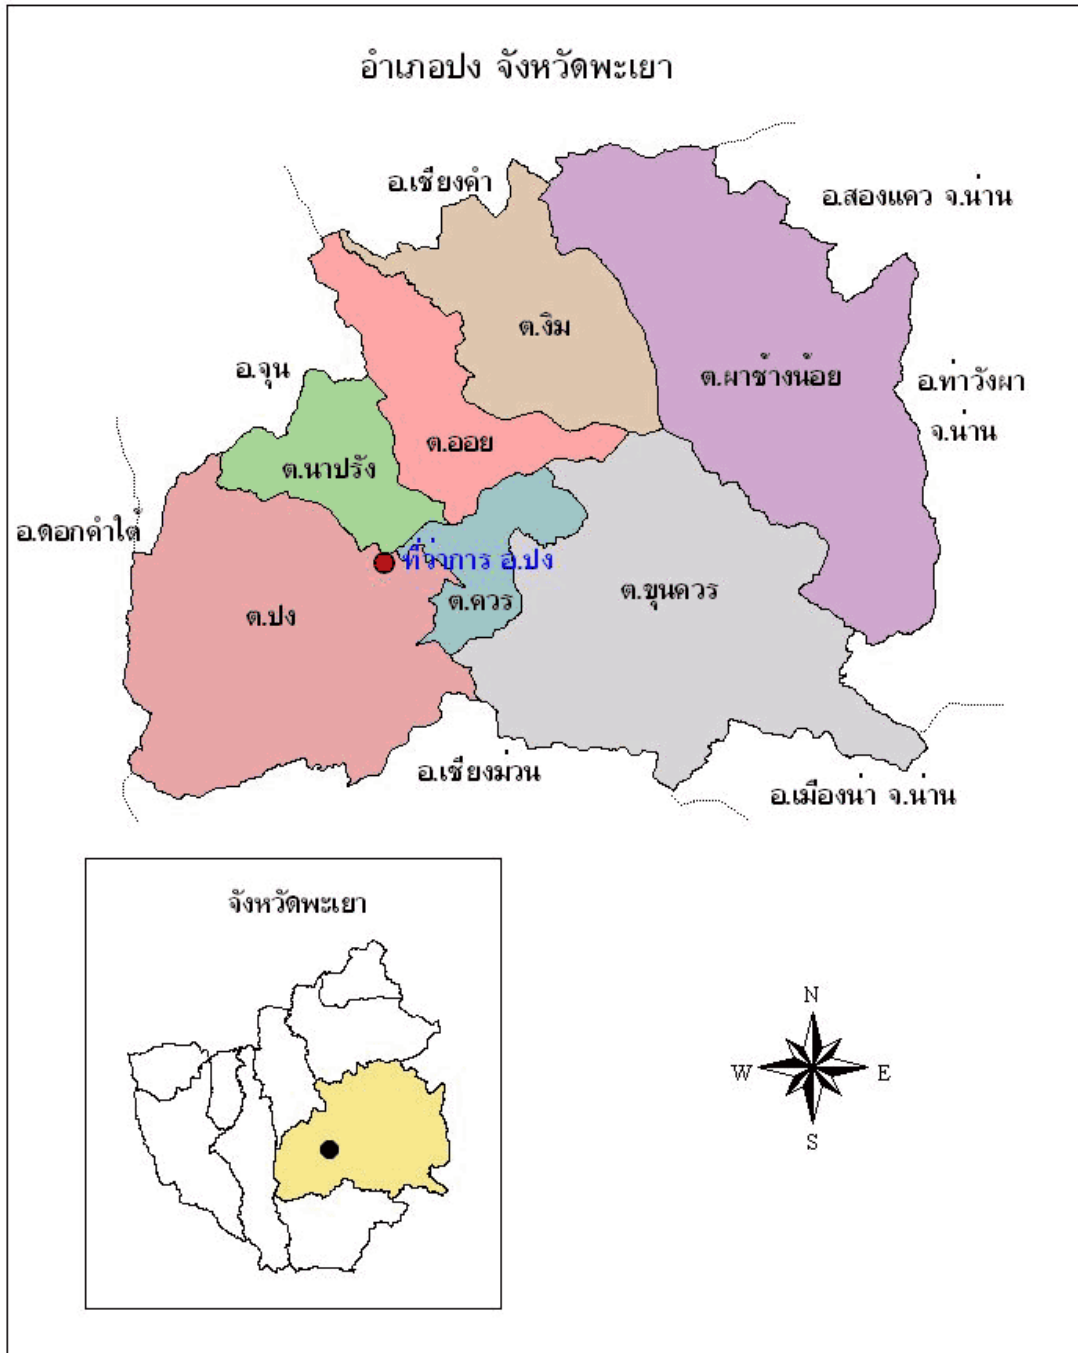 อำเภอปง จังหวัดพะเยา
อ.เชียงคำ
อ.สองแคว จ.น่าน
ต.งิม
อ.จุน
ต.ผาช้างน้อย
อ.ท่าวังผา
จ.น่าน
ต.ออย
ต.นาปรัง
อ.ดอกคำใต้
ที่ว่าการ อ.ปง
ต.ขุนควร
ต.ควร
ต.ปง
อ.เชียงม่วน
อ.เมืองน่า จ.น่าน
จังหวัดพะเยา
N
W
E
S